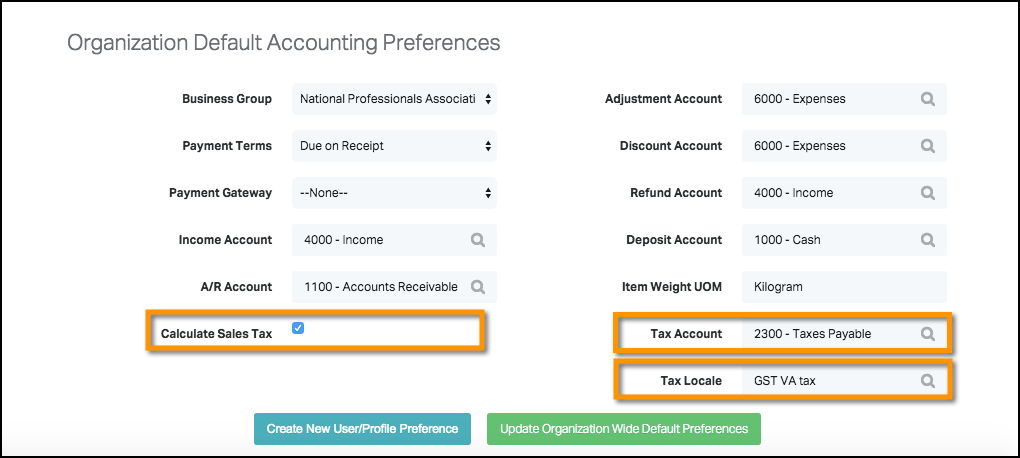 Organization Default Accounting Preferences
Business Group National Professionals Associati
Adjustment Account 6000 - Expenses
Payment Terms Due on Receipt
Discount Account 6000 - Expenses
Payment Gateway --None--
Refund Account 4000 - Income
Income Account 4000 - Income
Deposit Account 1000 - Cash
A/R Account 1100 - Accounts Receivable
Item Weight UOM Kilogram
Calculate Sales Tax
Tax Account 2300 - Taxes Payable
Tax Locale GST VA tax
Create New User/Profile Preference
Update Organization Wide Default Preferences